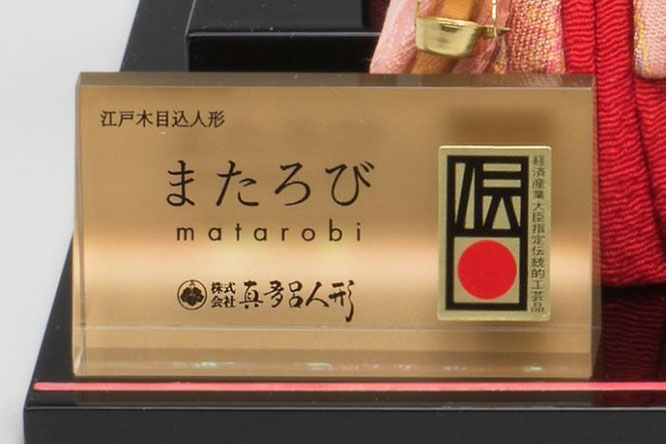 江戸木目込人形
またろび
matarobi
株式会社 真多呂人形
伝
経済産業大臣指定伝統的工芸品